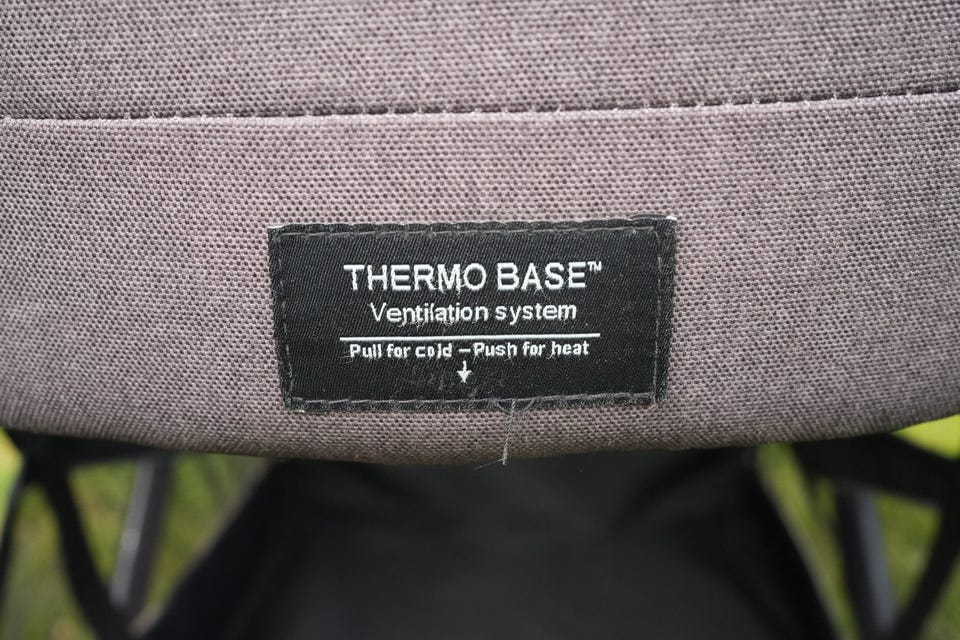 THERMO BASE™
Ventilation system
Pull for cold – Push for heat